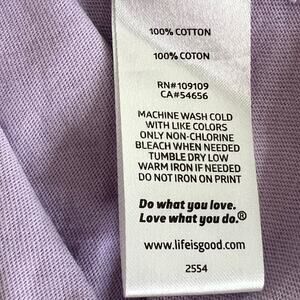 100% COTTON
100% COTON
RN#109109
CA#54656
MACHINE WASH COLD
WITH LIKE COLORS
ONLY NON-CHLORINE
BLEACH WHEN NEEDED
TUMBLE DRY LOW
WARM IRON IF NEEDED
DO NOT IRON ON PRINT
Do what you love.
Love what you do.®
www.lifeisgood.com
2554